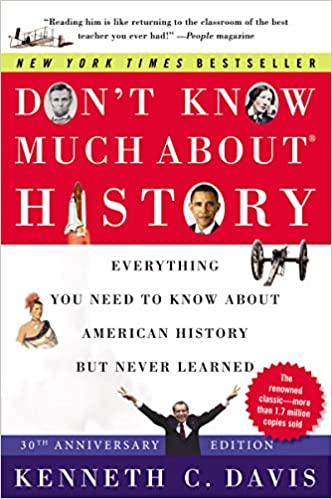 "Reading him is like returning to the classroom of the best
teacher you ever had!" —People magazine
NEW YORK TIMES BESTSELLER
DON'T KNOW
MUCH ABOUT®
HISTORY
EVERYTHING
YOU NEED TO KNOW ABOUT
AMERICAN HISTORY
BUT NEVER LEARNED
The
renowned
classic—more
than 1.7 million
copies sold
30TH ANNIVERSARY EDITION
KENNETH C. DAVIS